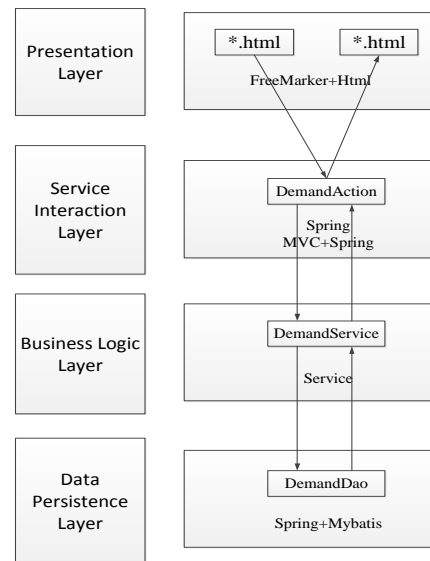 Presentation
Layer
*.html
*.html
FreeMarker+Html
Service
Interaction
Layer
DemandAction
Spring
MVC+Spring
Business Logic
Layer
DemandService
Service
Data
Persistence
Layer
DemandDao
Spring+Mybatis